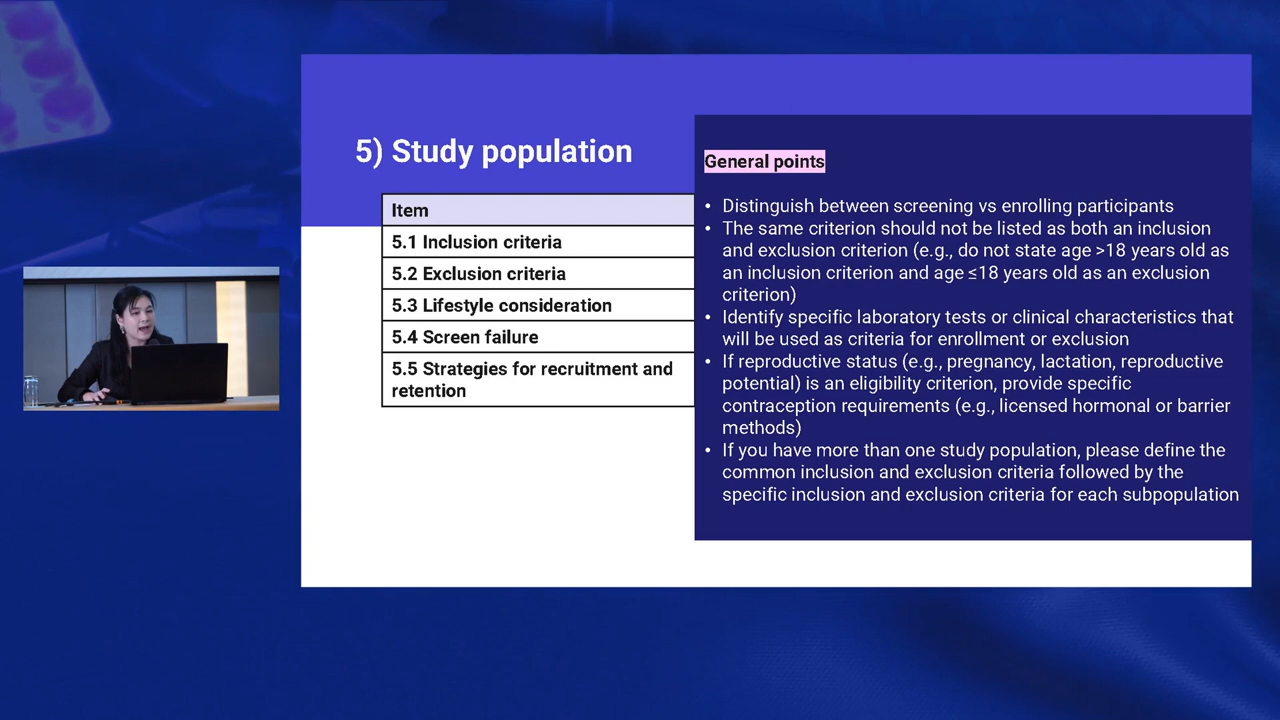 5) Study population
Item
5.1 Inclusion criteria
5.2 Exclusion criteria
5.3 Lifestyle consideration
5.4 Screen failure
5.5 Strategies for recruitment and
retention
General points
• Distinguish between screening vs enrolling participants
• The same criterion should not be listed as both an inclusion
and exclusion criterion (e.g., do not state age >18 years old as
an inclusion criterion and age ≤18 years old as an exclusion
criterion)
• Identify specific laboratory tests or clinical characteristics that
will be used as criteria for enrollment or exclusion
• If reproductive status (e.g., pregnancy, lactation, reproductive
potential) is an eligibility criterion, provide specific
contraception requirements (e.g., licensed hormonal or barrier
methods)
• If you have more than one study population, please define the
common inclusion and exclusion criteria followed by the
specific inclusion and exclusion criteria for each subpopulation